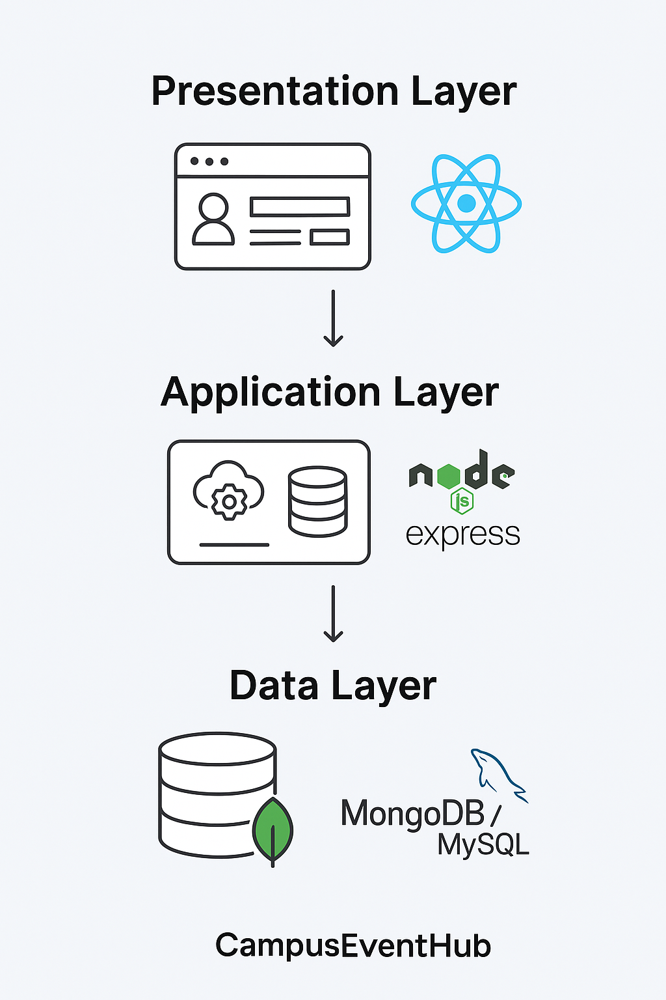 Presentation Layer
Application Layer
node
js
express
Data Layer
MongoDB /
MySQL
CampusEventHub